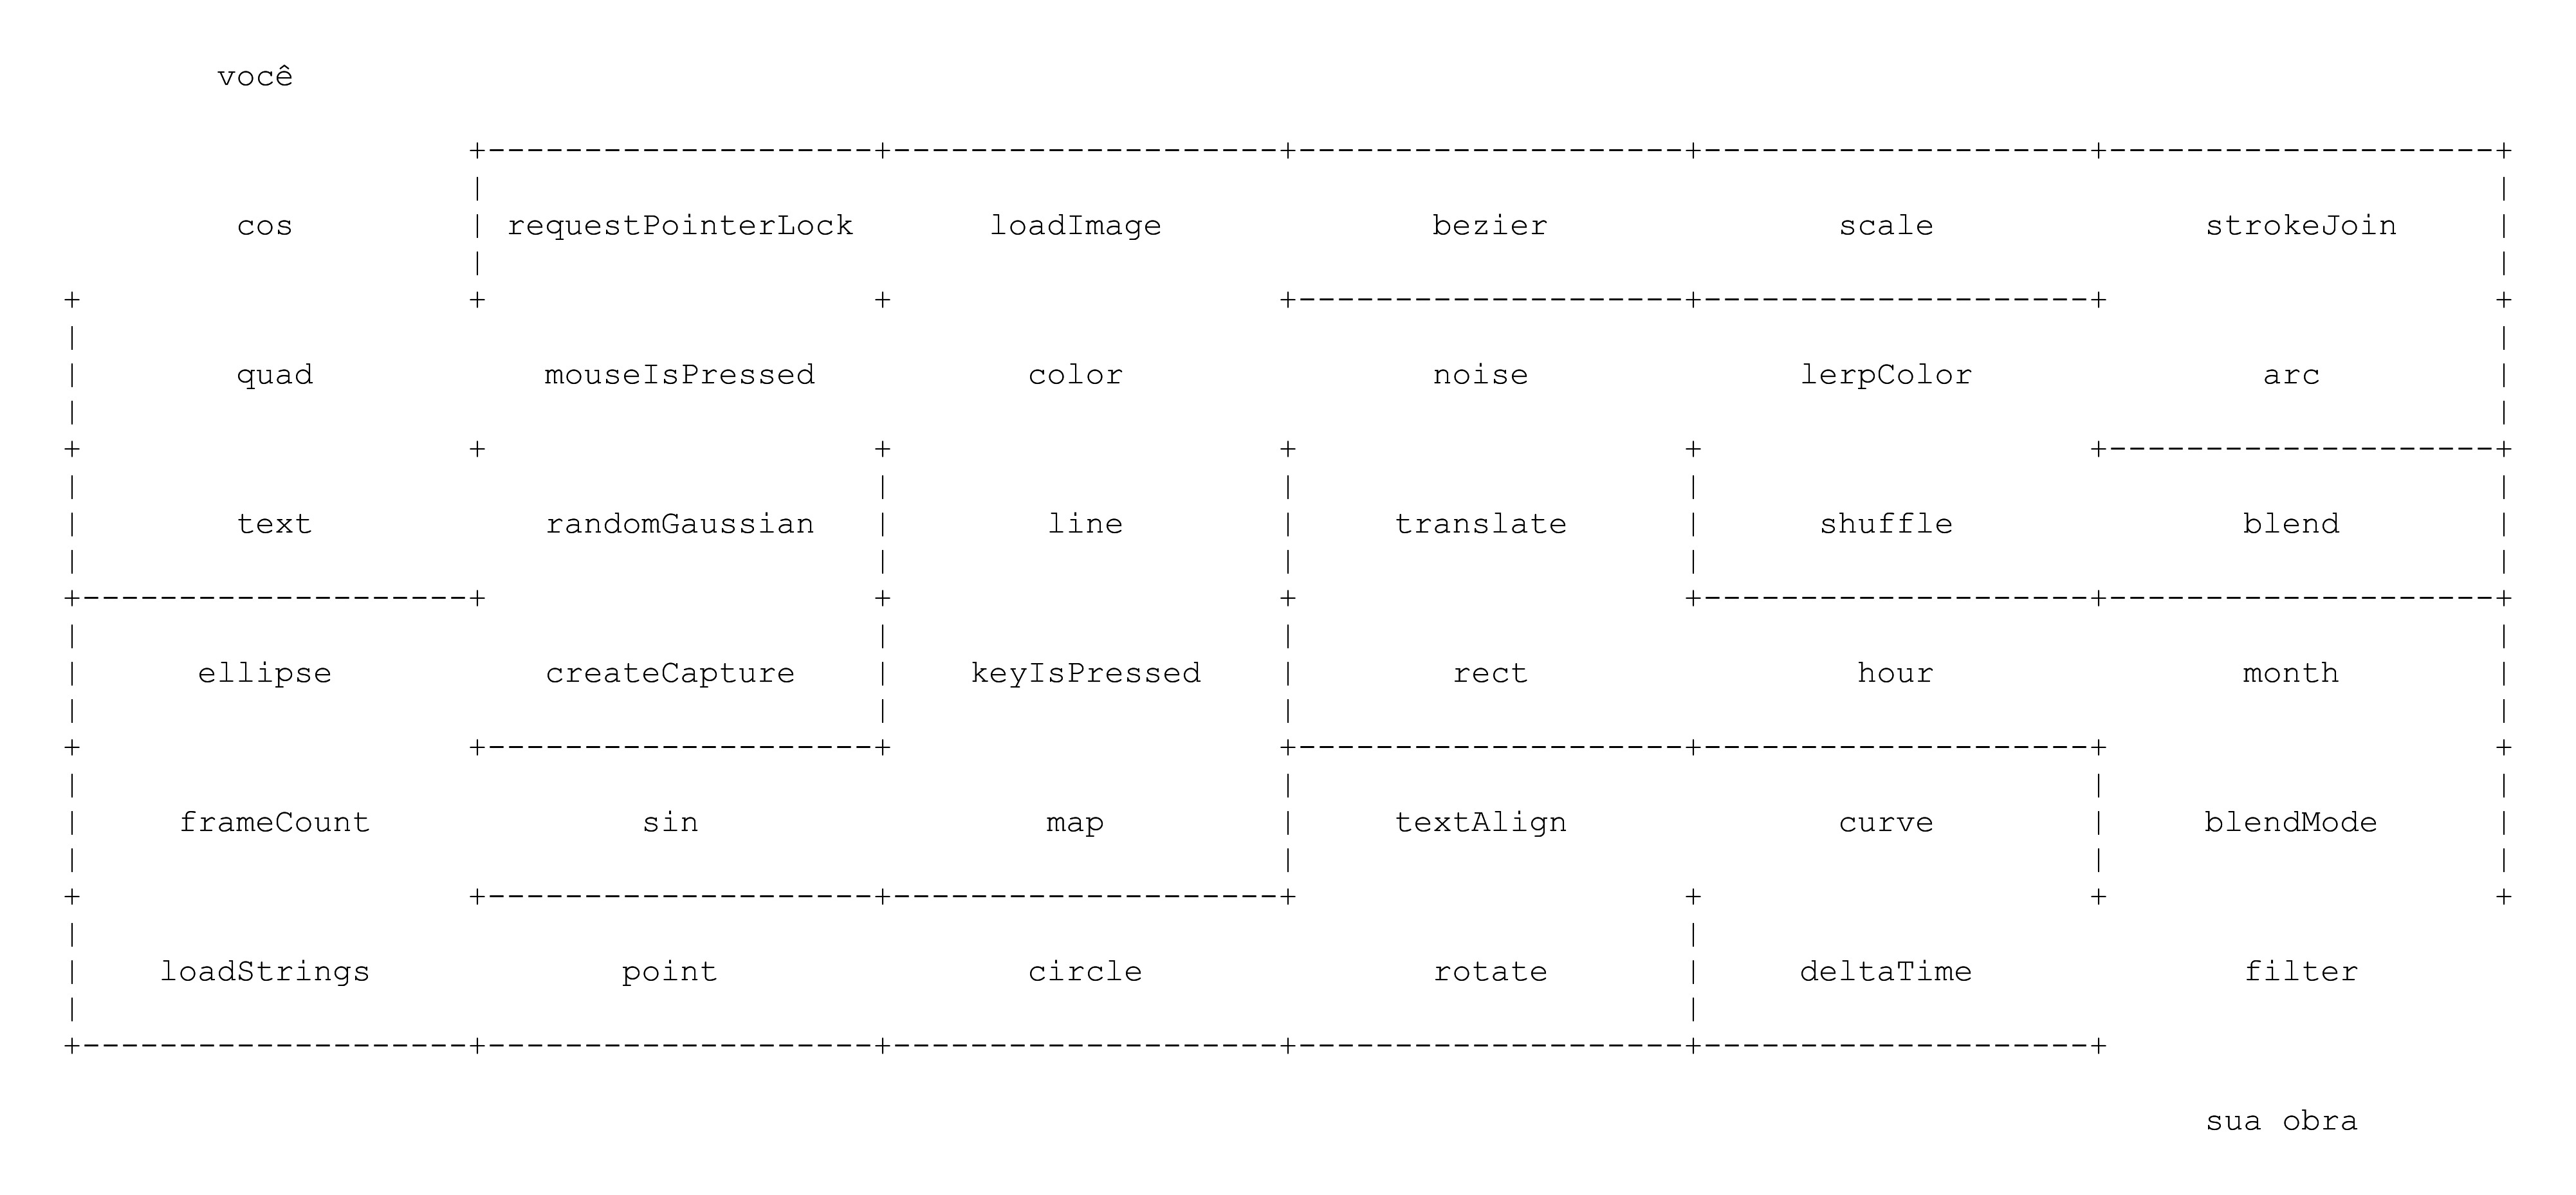 você
cos requestPointerLock loadImage bezier scale strokeJoin
quad mouseIsPressed color noise lerpColor arc
text randomGaussian line translate shuffle blend
ellipse createCapture keyIsPressed rect hour month
frameCount sin map textAlign curve blendMode
loadStrings point circle rotate deltaTime filter
sua obra